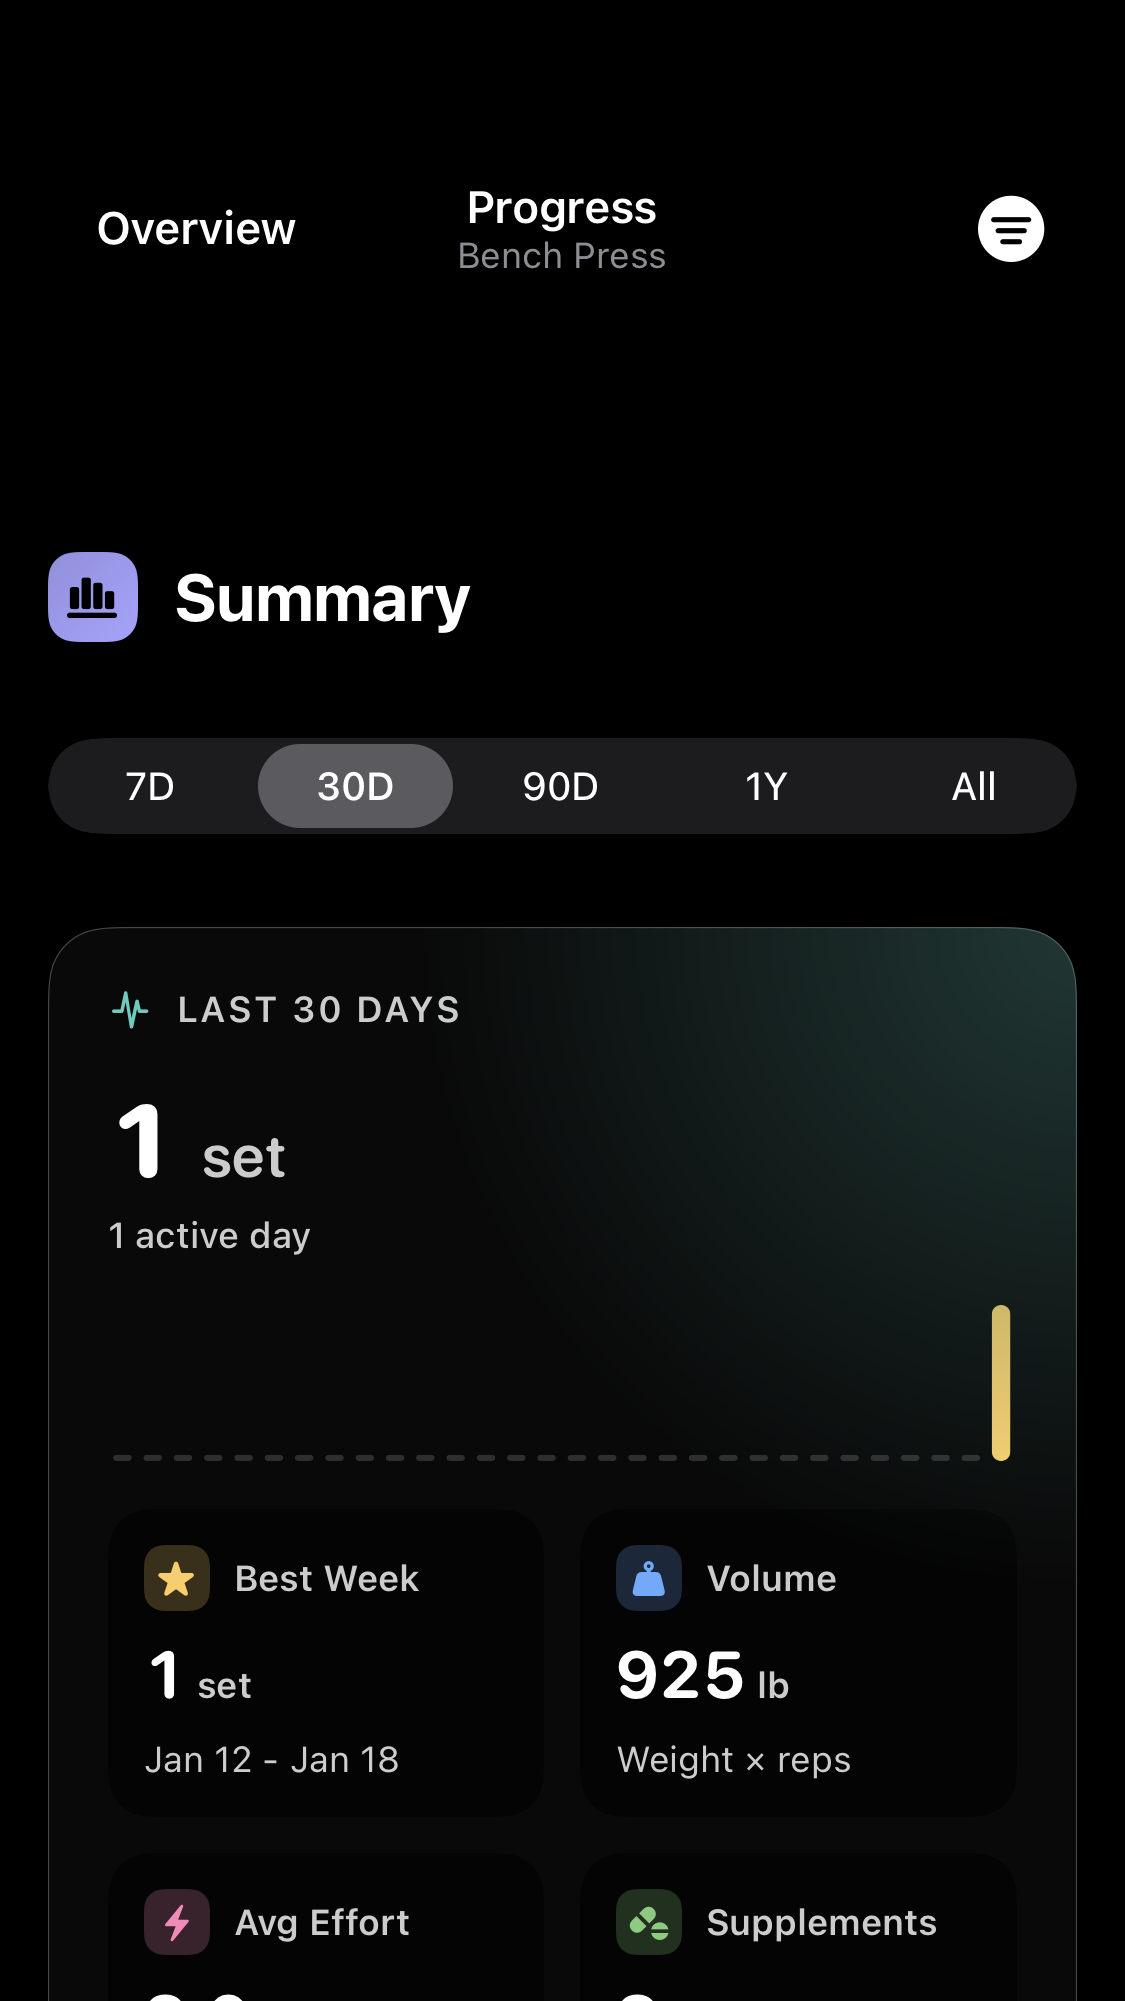 Overview
Progress
Bench Press
Summary
7D 30D 90D 1Y All
LAST 30 DAYS
1 set
1 active day
Best Week
1 set
Jan 12 - Jan 18
Volume
925 lb
Weight × reps
Avg Effort
Supplements